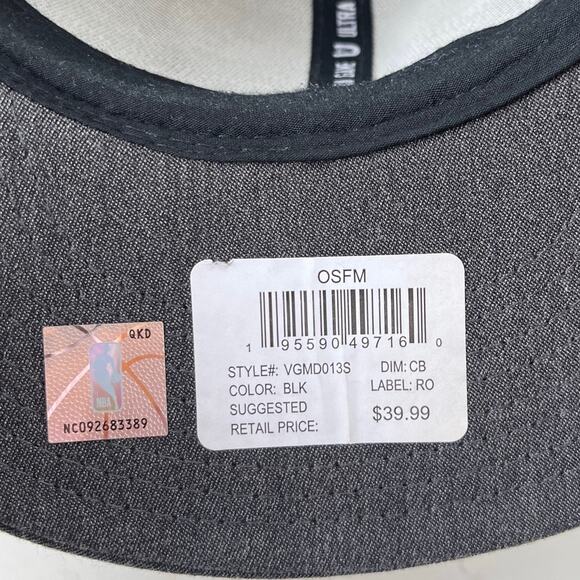 ULTRA
OSFM
1 95590 49716 0
STYLE#: VGMD013S DIM: CB
COLOR: BLK LABEL: RO
SUGGESTED
RETAIL PRICE: $39.99
QKD
NBA
NC092683389